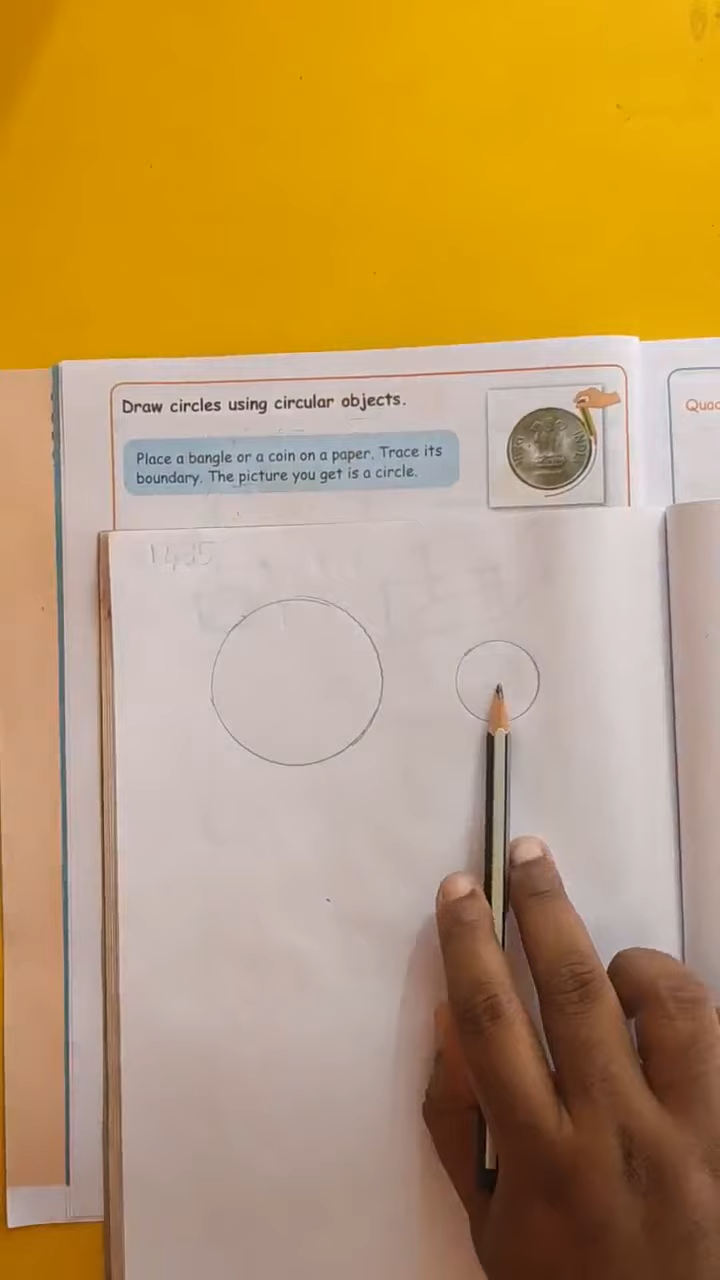 Draw circles using circular objects.
Place a bangle or a coin on a paper. Trace its
boundary. The picture you get is a circle.
INDIA